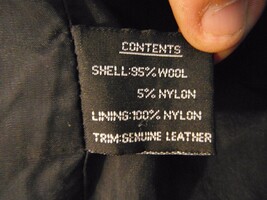 CONTENTS
SHELL:95% WOOL
5% NYLON
LINING:100% NYLON
TRIM:GENUINE LEATHER